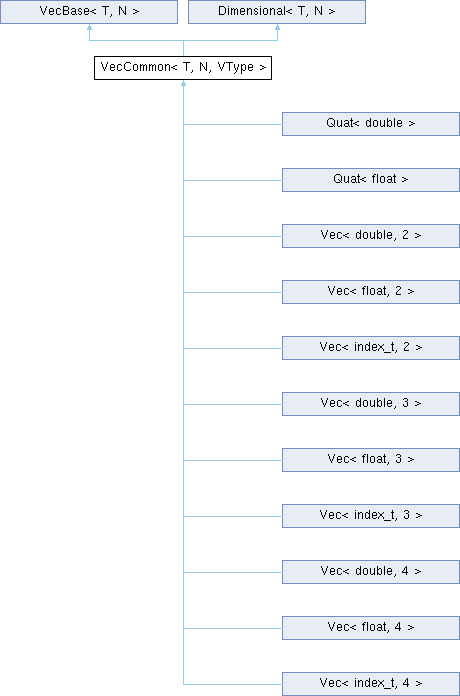 VecBase< T, N >
Dimensional< T, N >
VecCommon< T, N, VType >
Quat< double >
Quat< float >
Vec< double, 2 >
Vec< float, 2 >
Vec< index_t, 2 >
Vec< double, 3 >
Vec< float, 3 >
Vec< index_t, 3 >
Vec< double, 4 >
Vec< float, 4 >
Vec< index_t, 4 >